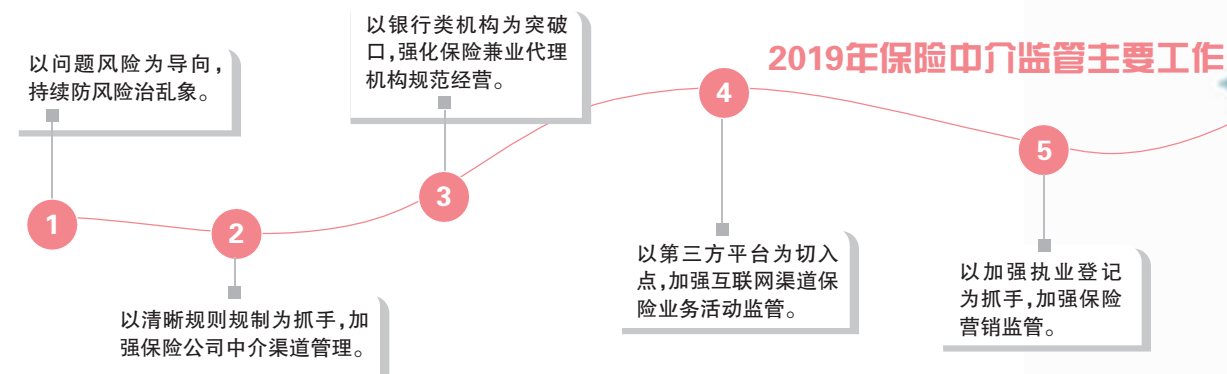 2019年保险中介监管主要工作
1
以问题风险为导向，
持续防风险治乱象。
2
以清晰规则规制为抓手，加
强保险公司中介渠道管理。
3
以银行类机构为突破
口，强化保险兼业代理
机构规范经营。
4
以第三方平台为切入
点，加强互联网渠道保
险业务活动监管。
5
以加强执业登记
为抓手，加强保险
营销监管。